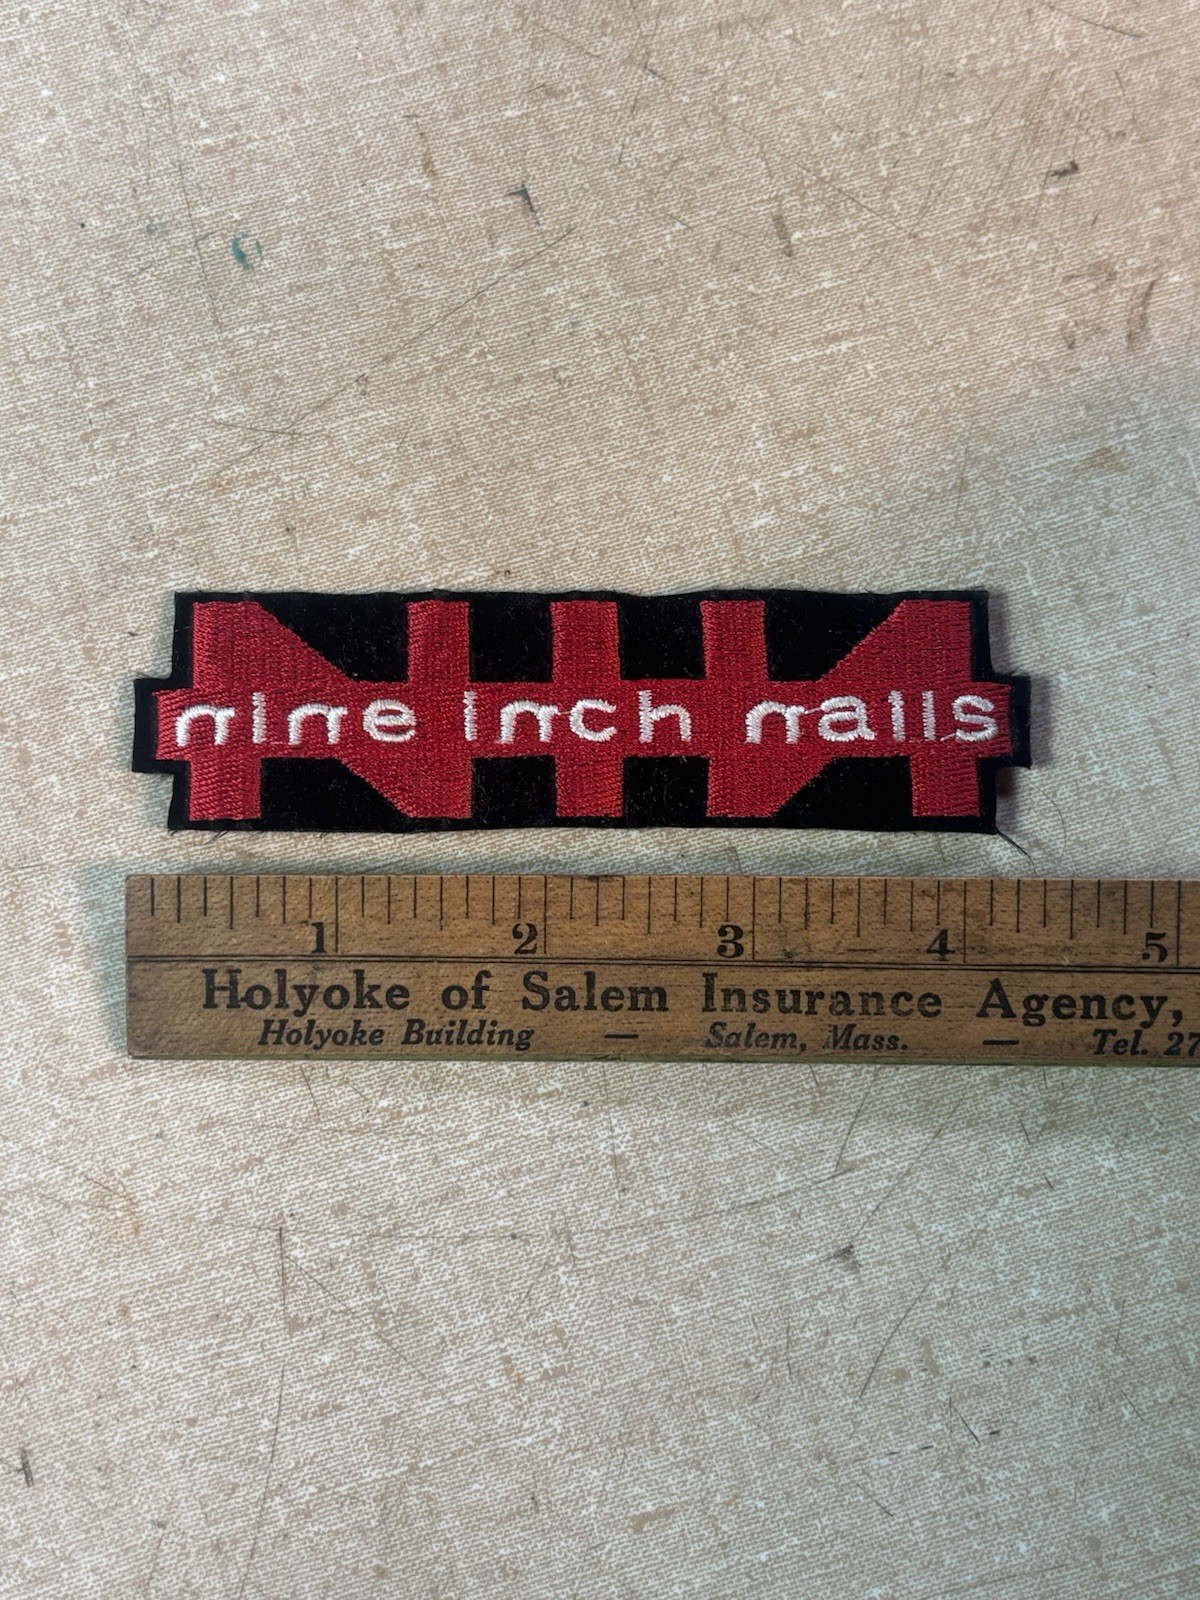 nine inch nails
NIN
1 2 3 4 5
Holyoke of Salem Insurance Agency,
Holyoke Building — Salem, Mass. — Tel. 27